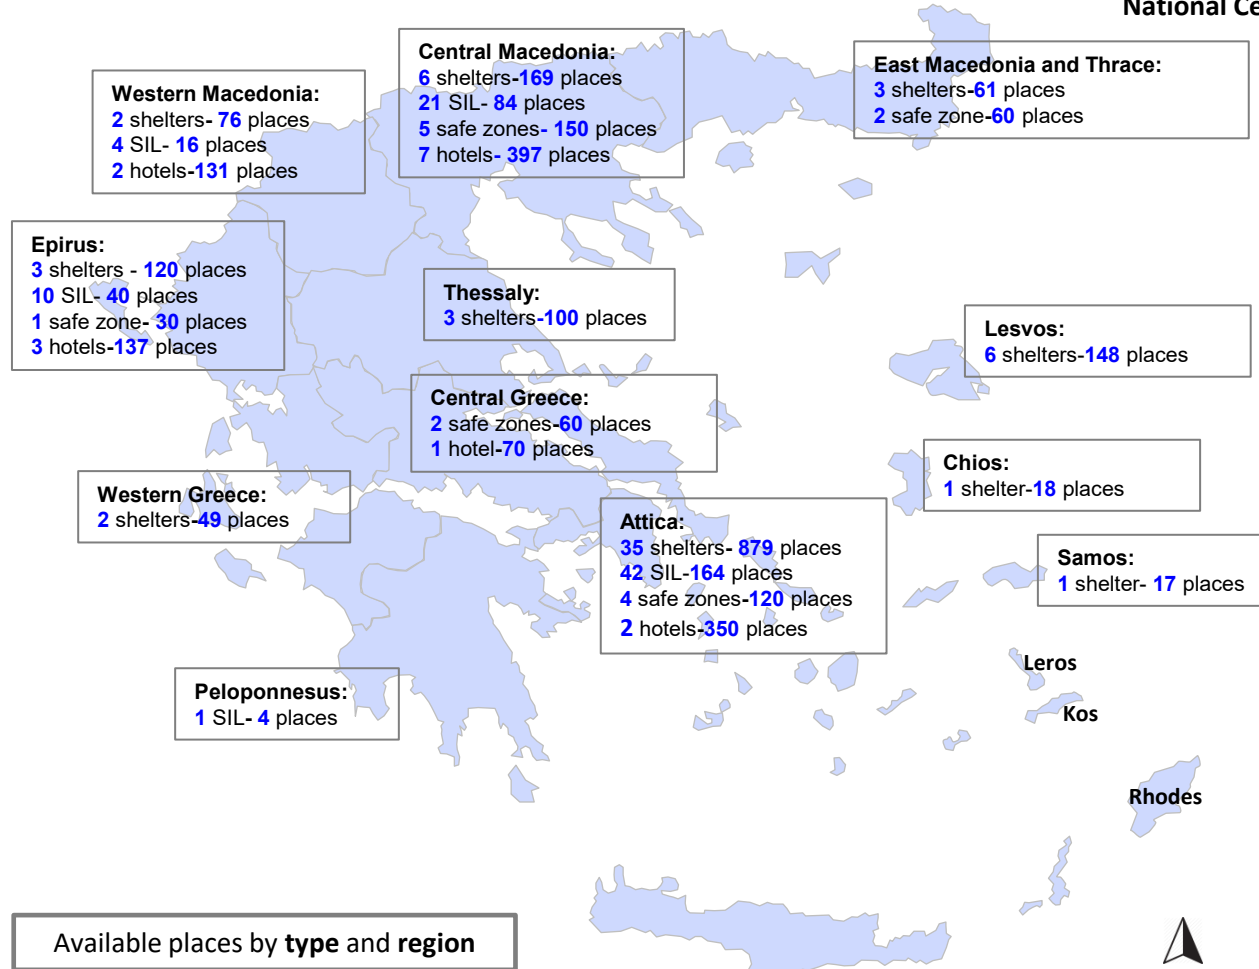 National Ce
Central Macedonia:
6 shelters-169 places
21 SIL- 84 places
5 safe zones- 150 places
7 hotels- 397 places
East Macedonia and Thrace:
3 shelters-61 places
2 safe zone-60 places
Western Macedonia:
2 shelters- 76 places
4 SIL- 16 places
2 hotels-131 places
Epirus:
3 shelters - 120 places
10 SIL- 40 places
1 safe zone- 30 places
3 hotels-137 places
Thessaly:
3 shelters-100 places
Lesvos:
6 shelters-148 places
Central Greece:
2 safe zones-60 places
1 hotel-70 places
Chios:
1 shelter-18 places
Western Greece:
2 shelters-49 places
Attica:
35 shelters- 879 places
42 SIL-164 places
4 safe zones-120 places
2 hotels-350 places
Samos:
1 shelter- 17 places
Leros
Kos
Peloponnesus:
1 SIL- 4 places
Rhodes
Available places by type and region